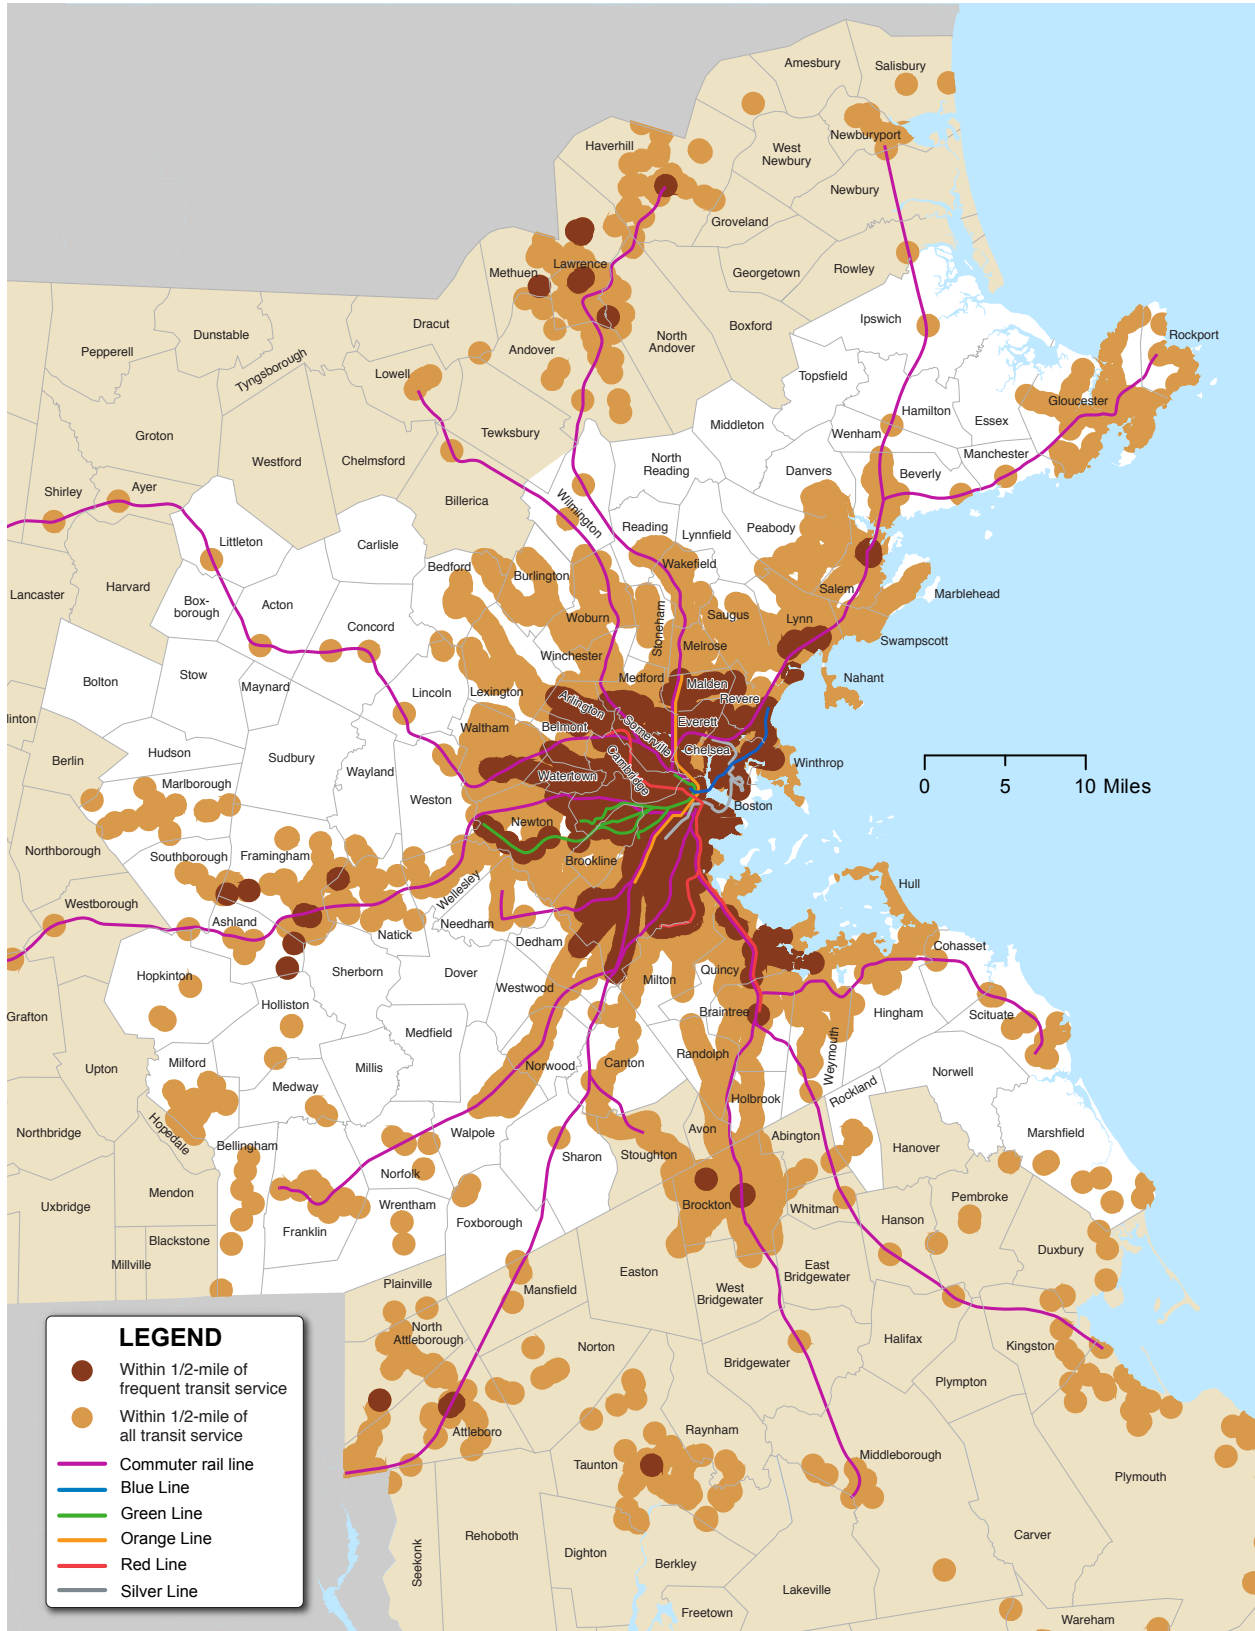 Amesbury
Salisbury
Haverhill
Newburyport
West
Newbury
Newbury
Groveland
Lawrence
Methuen
Georgetown
Rowley
Dracut
Dunstable
Pepperell
Tyngsborough
Andover
North
Andover
Boxford
Ipswich
Rockport
Lowell
Topsfield
Gloucester
Hamilton
Essex
Middleton
Wenham
Groton
Tewksbury
Westford
Chelmsford
North
Reading
Danvers
Manchester
Beverly
Shirley
Ayer
Billerica
Wilmington
Reading
Lynnfield
Peabody
Littleton
Carlisle
Bedford
Burlington
Wakefield
Lancaster
Harvard
Box-
borough
Acton
Salem
Marblehead
Stoneham
Saugus
Woburn
Lynn
Concord
Melrose
Swampscott
Winchester
Bolton
Stow
Maynard
Lincoln
Lexington
Medford
Malden
Revere
Nahant
Arlington
Somerville
Everett
linton
Waltham
Belmont
Chelsea
Berlin
Hudson
Sudbury
Wayland
Watertown
Cambridge
Winthrop
Marlborough
Weston
Boston
0 5 10 Miles
Northborough
Southborough
Framingham
Newton
Brookline
Wellesley
Hull
Westborough
Ashland
Natick
Needham
Dedham
Cohasset
Hopkinton
Sherborn
Dover
Westwood
Milton
Quincy
Grafton
Holliston
Braintree
Hingham
Scituate
Medfield
Weymouth
Upton
Milford
Medway
Millis
Norwood
Canton
Randolph
Norwell
Rockland
Holbrook
Northbridge
Hopedale
Bellingham
Walpole
Avon
Abington
Hanover
Marshfield
Norfolk
Sharon
Stoughton
Uxbridge
Mendon
Wrentham
Brockton
Whitman
Pembroke
Blackstone
Franklin
Foxborough
Hanson
Duxbury
Millville
Easton
East
Bridgewater
West
Bridgewater
Plainville
Mansfield
North
Attleborough
Norton
Bridgewater
Halifax
Kingston
Plympton
Attleboro
Raynham
Taunton
Middleborough
Plymouth
Rehoboth
Seekonk
Dighton
Berkley
Carver
Lakeville
Freetown
Wareham
LEGEND
Within 1/2-mile of
frequent transit service
Within 1/2-mile of
all transit service
Commuter rail line
Blue Line
Green Line
Orange Line
Red Line
Silver Line